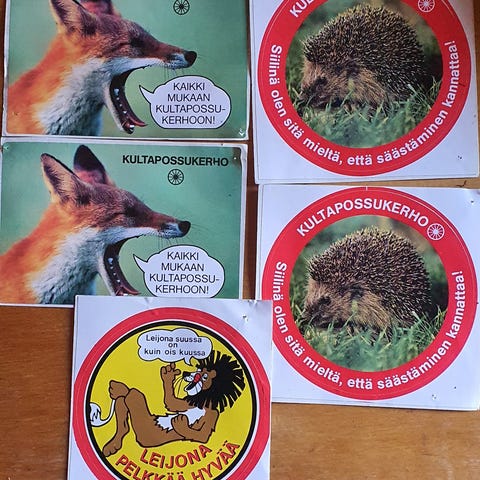 KAIKKI
MUKAAN
KULTAPOSSU-
KERHOON!
KULTAPOSSUKERHO
Siilinä olen sitä mieltä, että säästäminen kannattaa!
KULTAPOSSUKERHO
KAIKKI
MUKAAN
KULTAPOSSU-
KERHOON!
KULTAPOSSUKERHO
Siilinä olen sitä mieltä, että säästäminen kannattaa!
Leijona suussa
on
kuin ois kuussa
LEIJONA
PELKKÄÄ HYVÄÄ